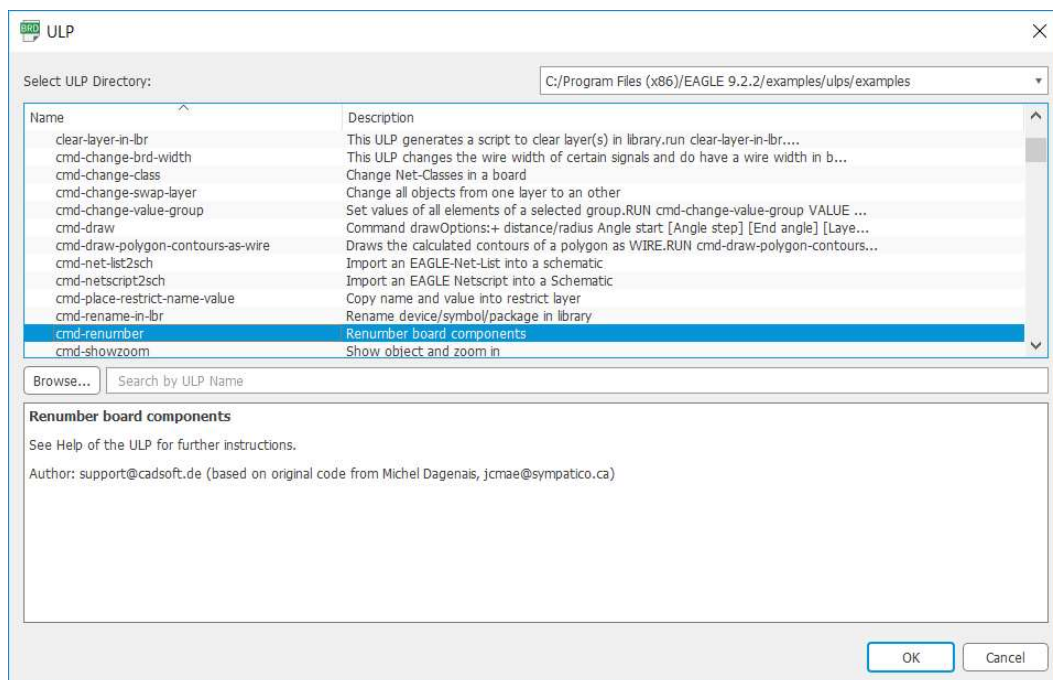 BRD ULP
Select ULP Directory: C:/Program Files (x86)/EAGLE 9.2.2/examples/ulps/examples
Name Description
clear-layer-in-lbr This ULP generates a script to clear layer(s) in library.run clear-layer-in-lbr....
cmd-change-brd-width This ULP changes the wire width of certain signals and do have a wire width in b...
cmd-change-class Change Net-Classes in a board
cmd-change-swap-layer Change all objects from one layer to an other
cmd-change-value-group Set values of all elements of a selected group.RUN cmd-change-value-group VALUE ...
cmd-draw Command drawOptions:+ distance/radius Angle start [Angle step] [End angle] [Laye...
cmd-draw-polygon-contours-as-wire Draws the calculated contours of a polygon as WIRE.RUN cmd-draw-polygon-contours...
cmd-net-list2sch Import an EAGLE-Net-List into a schematic
cmd-netscript2sch Import an EAGLE Netscript into a Schematic
cmd-place-restrict-name-value Copy name and value into restrict layer
cmd-rename-in-lbr Rename device/symbol/package in library
cmd-renumber Renumber board components
cmd-showzoom Show object and zoom in
Browse... Search by ULP Name
Renumber board components
See Help of the ULP for further instructions.
Author: support@cadsoft.de (based on original code from Michel Dagenais, jcmae@sympatico.ca)
OK Cancel